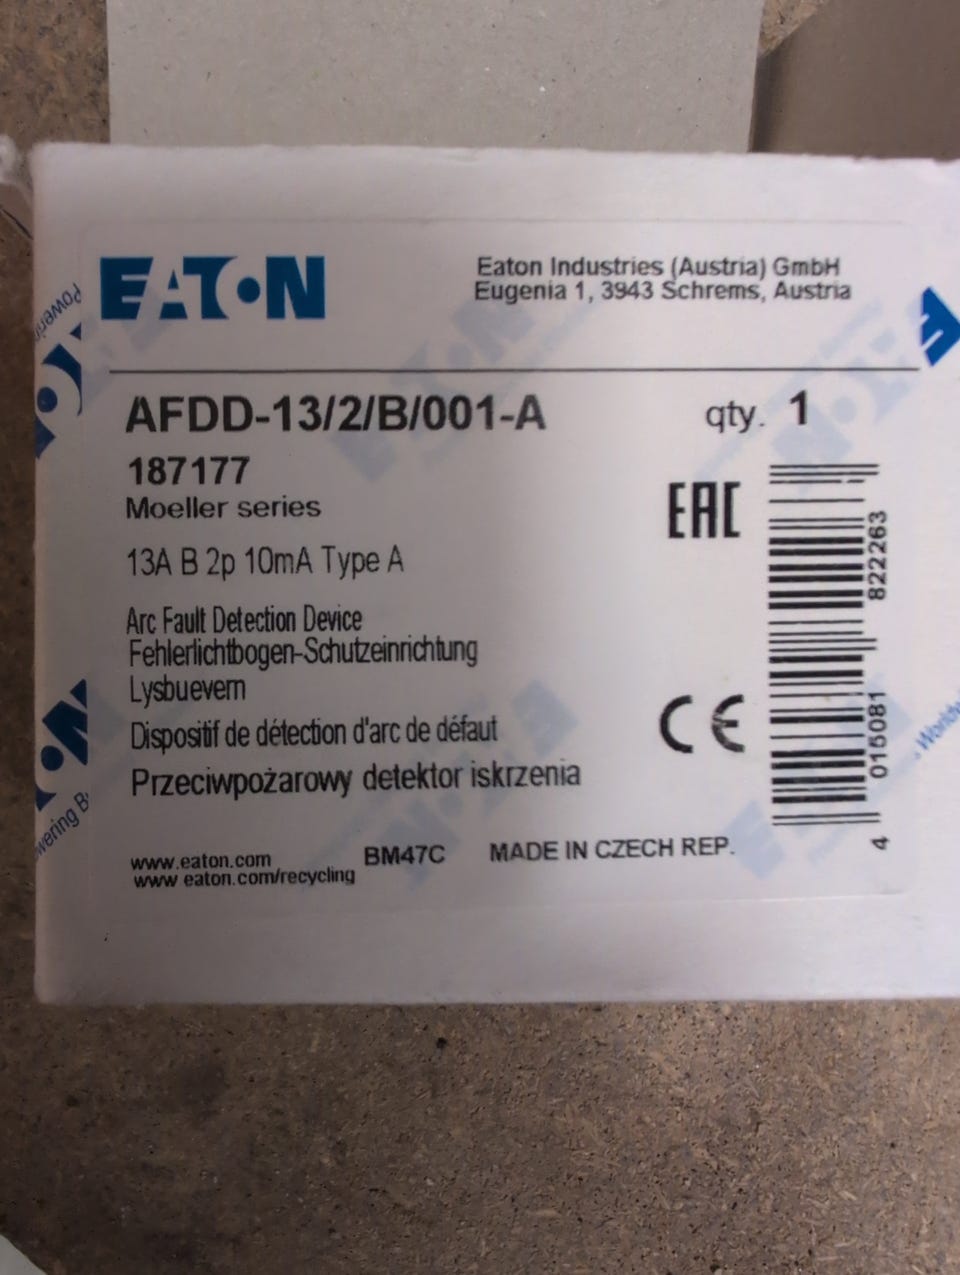 EATON
Eaton Industries (Austria) GmbH
Eugenia 1, 3943 Schrems, Austria
AFDD-13/2/B/001-A
qty. 1
187177
Moeller series
EAC
13A B 2p 10mA Type A
Arc Fault Detection Device
Fehlerlichtbogen-Schutzeinrichtung
Lysbuevern
Dispositif de détection d'arc de défaut
Przeciwpożarowy detektor iskrzenia
CE
4 015081 822263
www.eaton.com
BM47C
MADE IN CZECH REP.
www.eaton.com/recycling
Powering